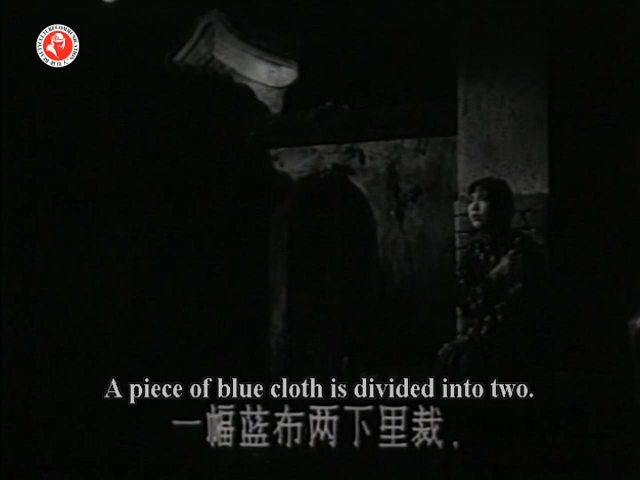 A piece of blue cloth is divided into two.
一幅蓝布两下里裁.